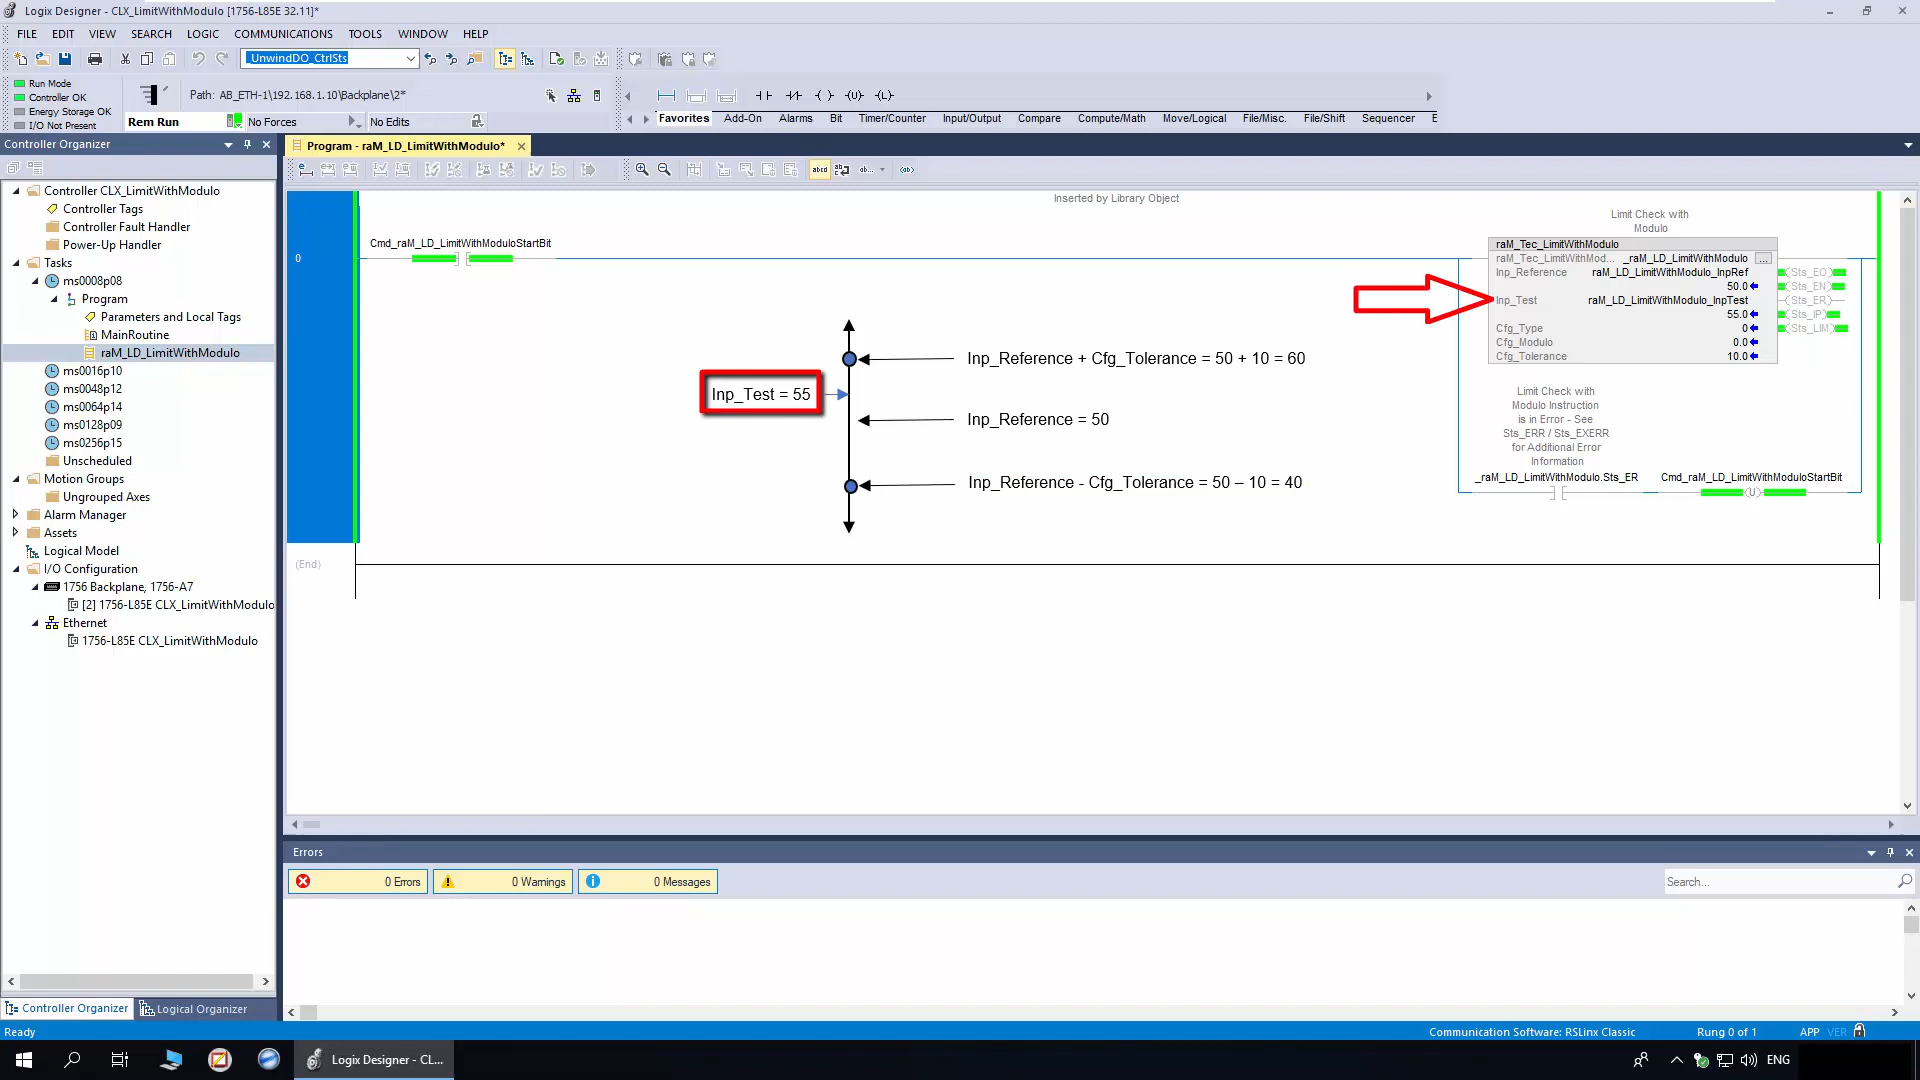 Logix Designer - CLX_LimitWithModulo [1756-L85E 32.11]*
FILE EDIT VIEW SEARCH LOGIC COMMUNICATIONS TOOLS WINDOW HELP
_UnwindDO_CtrlSts
Run Mode
Controller OK
Energy Storage OK
I/O Not Present
Path: AB_ETH-1\192.168.1.10\Backplane\2*
Rem Run No Forces No Edits
Favorites Add-On Alarms Bit Timer/Counter Input/Output Compare Compute/Math Move/Logical File/Misc. File/Shift Sequencer E
Controller Organizer
Program - raM_LD_LimitWithModulo*
Controller CLX_LimitWithModulo
Controller Tags
Controller Fault Handler
Power-Up Handler
Tasks
ms0008p08
Program
Parameters and Local Tags
MainRoutine
raM_LD_LimitWithModulo
ms0016p10
ms0048p12
ms0064p14
ms0128p09
ms0256p15
Unscheduled
Motion Groups
Ungrouped Axes
Alarm Manager
Assets
Logical Model
I/O Configuration
1756 Backplane, 1756-A7
[2] 1756-L85E CLX_LimitWithModulo
Ethernet
1756-L85E CLX_LimitWithModulo
Controller Organizer Logical Organizer
abcd
ab...
Inserted by Library Object
0
Cmd_raM_LD_LimitWithModuloStartBit
Limit Check with
Modulo
raM_Tec_LimitWithModulo
raM_Tec_LimitWithMod... _raM_LD_LimitWithModulo ...
Inp_Reference raM_LD_LimitWithModulo_InpRef
50.0
Inp_Test raM_LD_LimitWithModulo_InpTest
55.0
Cfg_Type 0
Cfg_Modulo 0.0
Cfg_Tolerance 10.0
Sts_EO
Sts_EN
Sts_ER
Sts_IP
Sts_LIM
Inp_Reference + Cfg_Tolerance = 50 + 10 = 60
Inp_Test = 55
Inp_Reference = 50
Inp_Reference - Cfg_Tolerance = 50 – 10 = 40
Limit Check with
Modulo Instruction
is in Error - See
Sts_ERR / Sts_EXERR
for Additional Error
Information
_raM_LD_LimitWithModulo.Sts_ER
Cmd_raM_LD_LimitWithModuloStartBit
U
(End)
Errors
0 Errors 0 Warnings 0 Messages
Search...
Ready
Communication Software: RSLinx Classic Rung 0 of 1 APP VER
Logix Designer - CL... ENG